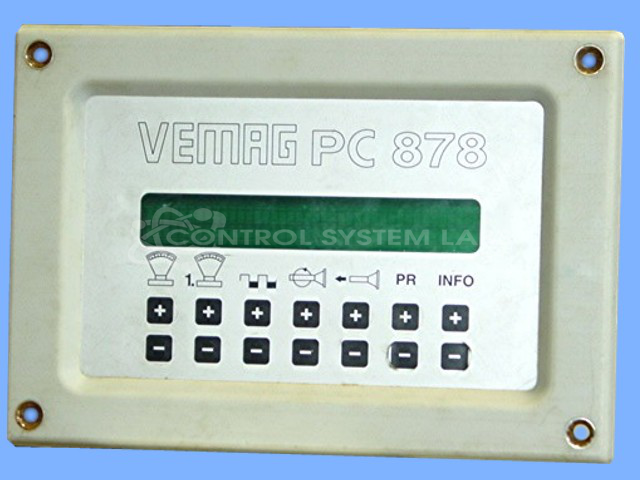 VEMAG PC 878
CONTROL SYSTEM LA
1. PR INFO
+ + + + + + +
- - - - - - -